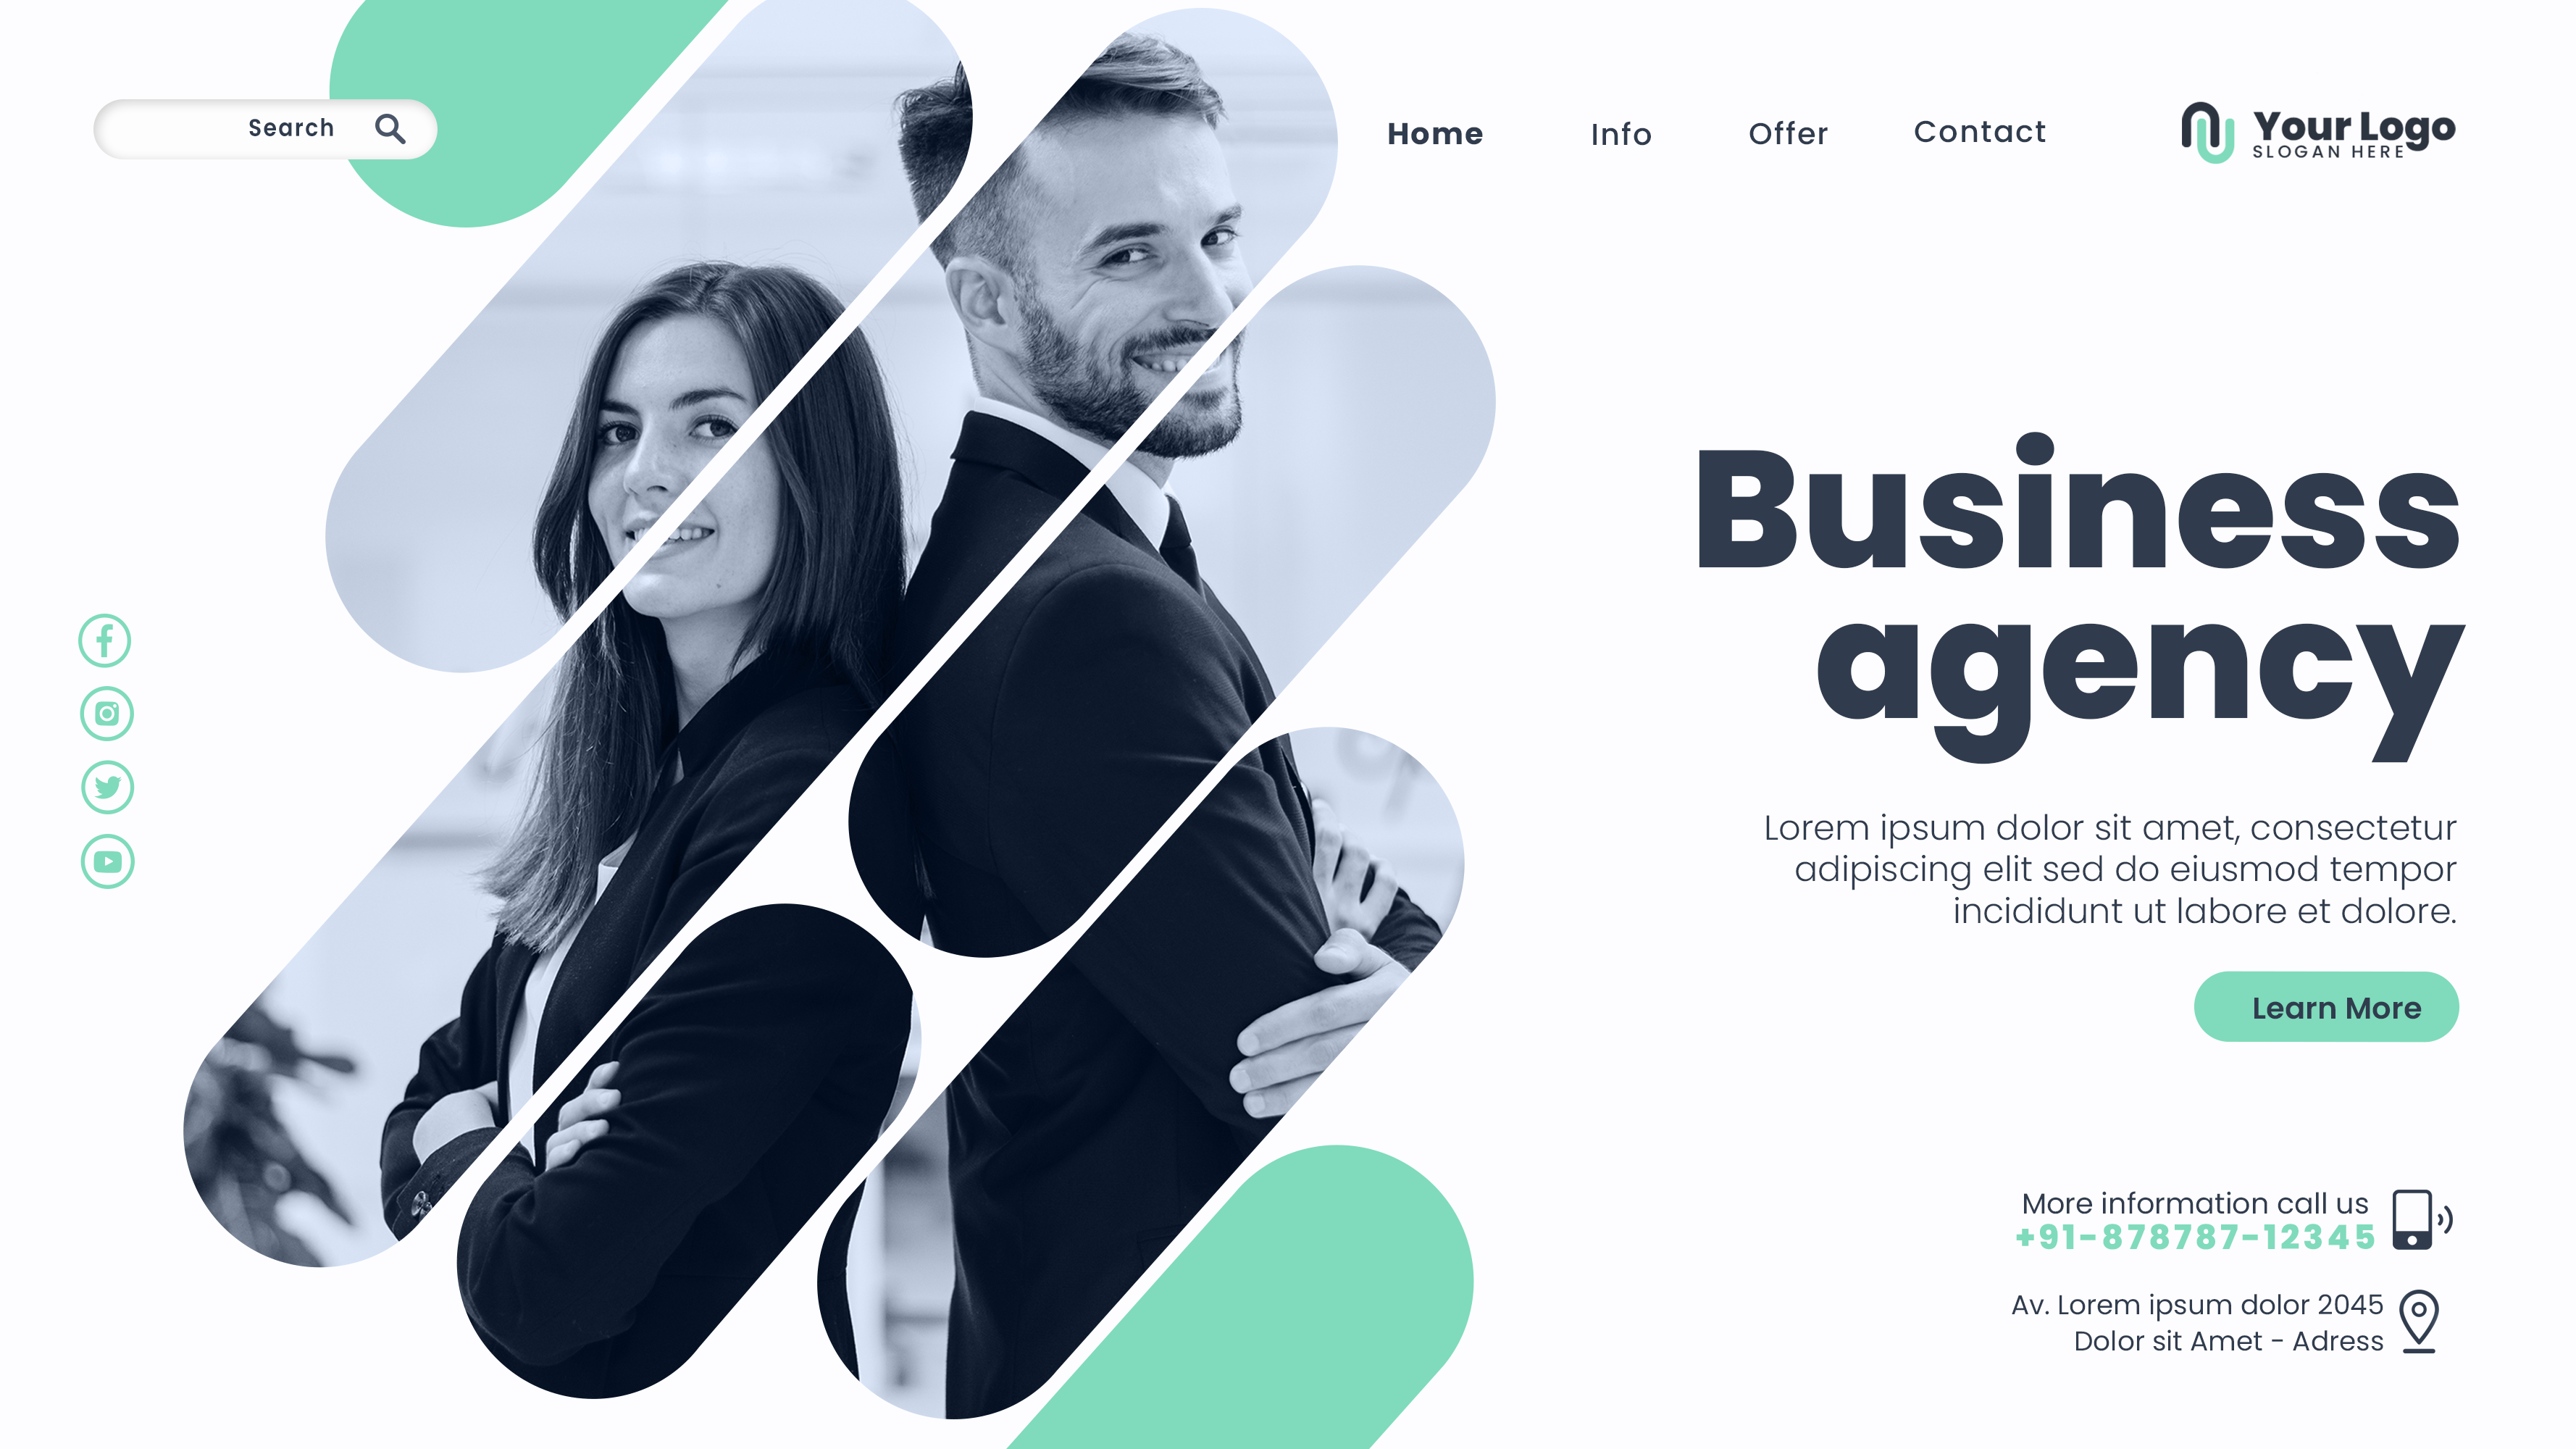 Search
Home
Info
Offer
Contact
Your Logo
SLOGAN HERE
Business
agency
Lorem ipsum dolor sit amet, consectetur
adipiscing elit sed do eiusmod tempor
incididunt ut labore et dolore.
Learn More
More information call us
+91-878787-12345
Av. Lorem ipsum dolor 2045
Dolor sit Amet - Adress